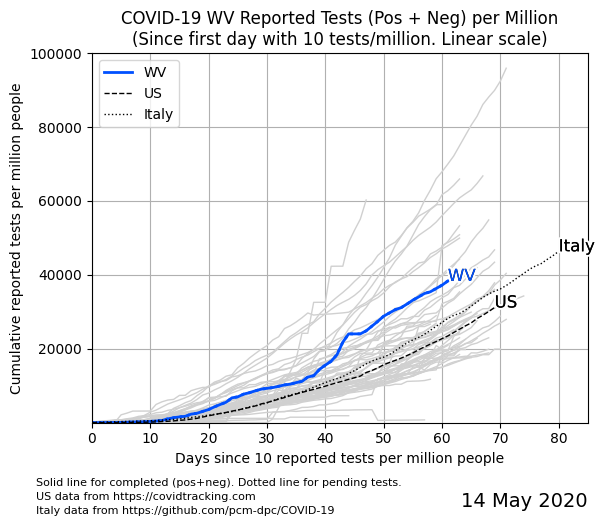 COVID-19 WV Reported Tests (Pos + Neg) per Million
(Since first day with 10 tests/million. Linear scale)
Cumulative reported tests per million people
100000
80000
60000
40000
20000
WV
US
Italy
Italy
WV
US
0 10 20 30 40 50 60 70 80
Days since 10 reported tests per million people
Solid line for completed (pos+neg). Dotted line for pending tests.
US data from https://covidtracking.com
Italy data from https://github.com/pcm-dpc/COVID-19
14 May 2020